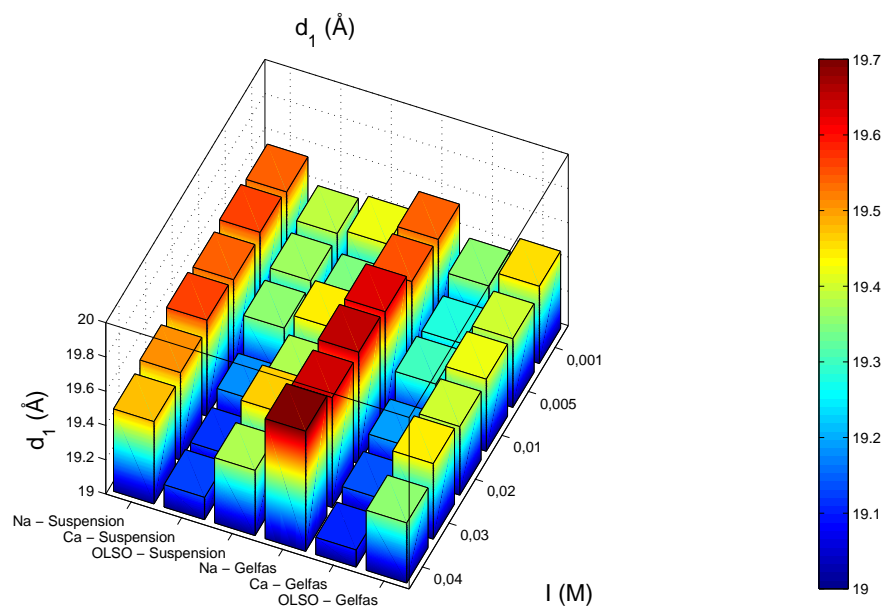 d1 (Å)
20
19.8
19.6
19.4
19.2
19
d1 (Å)
Na – Suspension
Ca – Suspension
OLSO – Suspension
Na – Gelfas
Ca – Gelfas
OLSO – Gelfas
0,001
0,005
0,01
0,02
0,03
0,04
I (M)
19.7
19.6
19.5
19.4
19.3
19.2
19.1
19